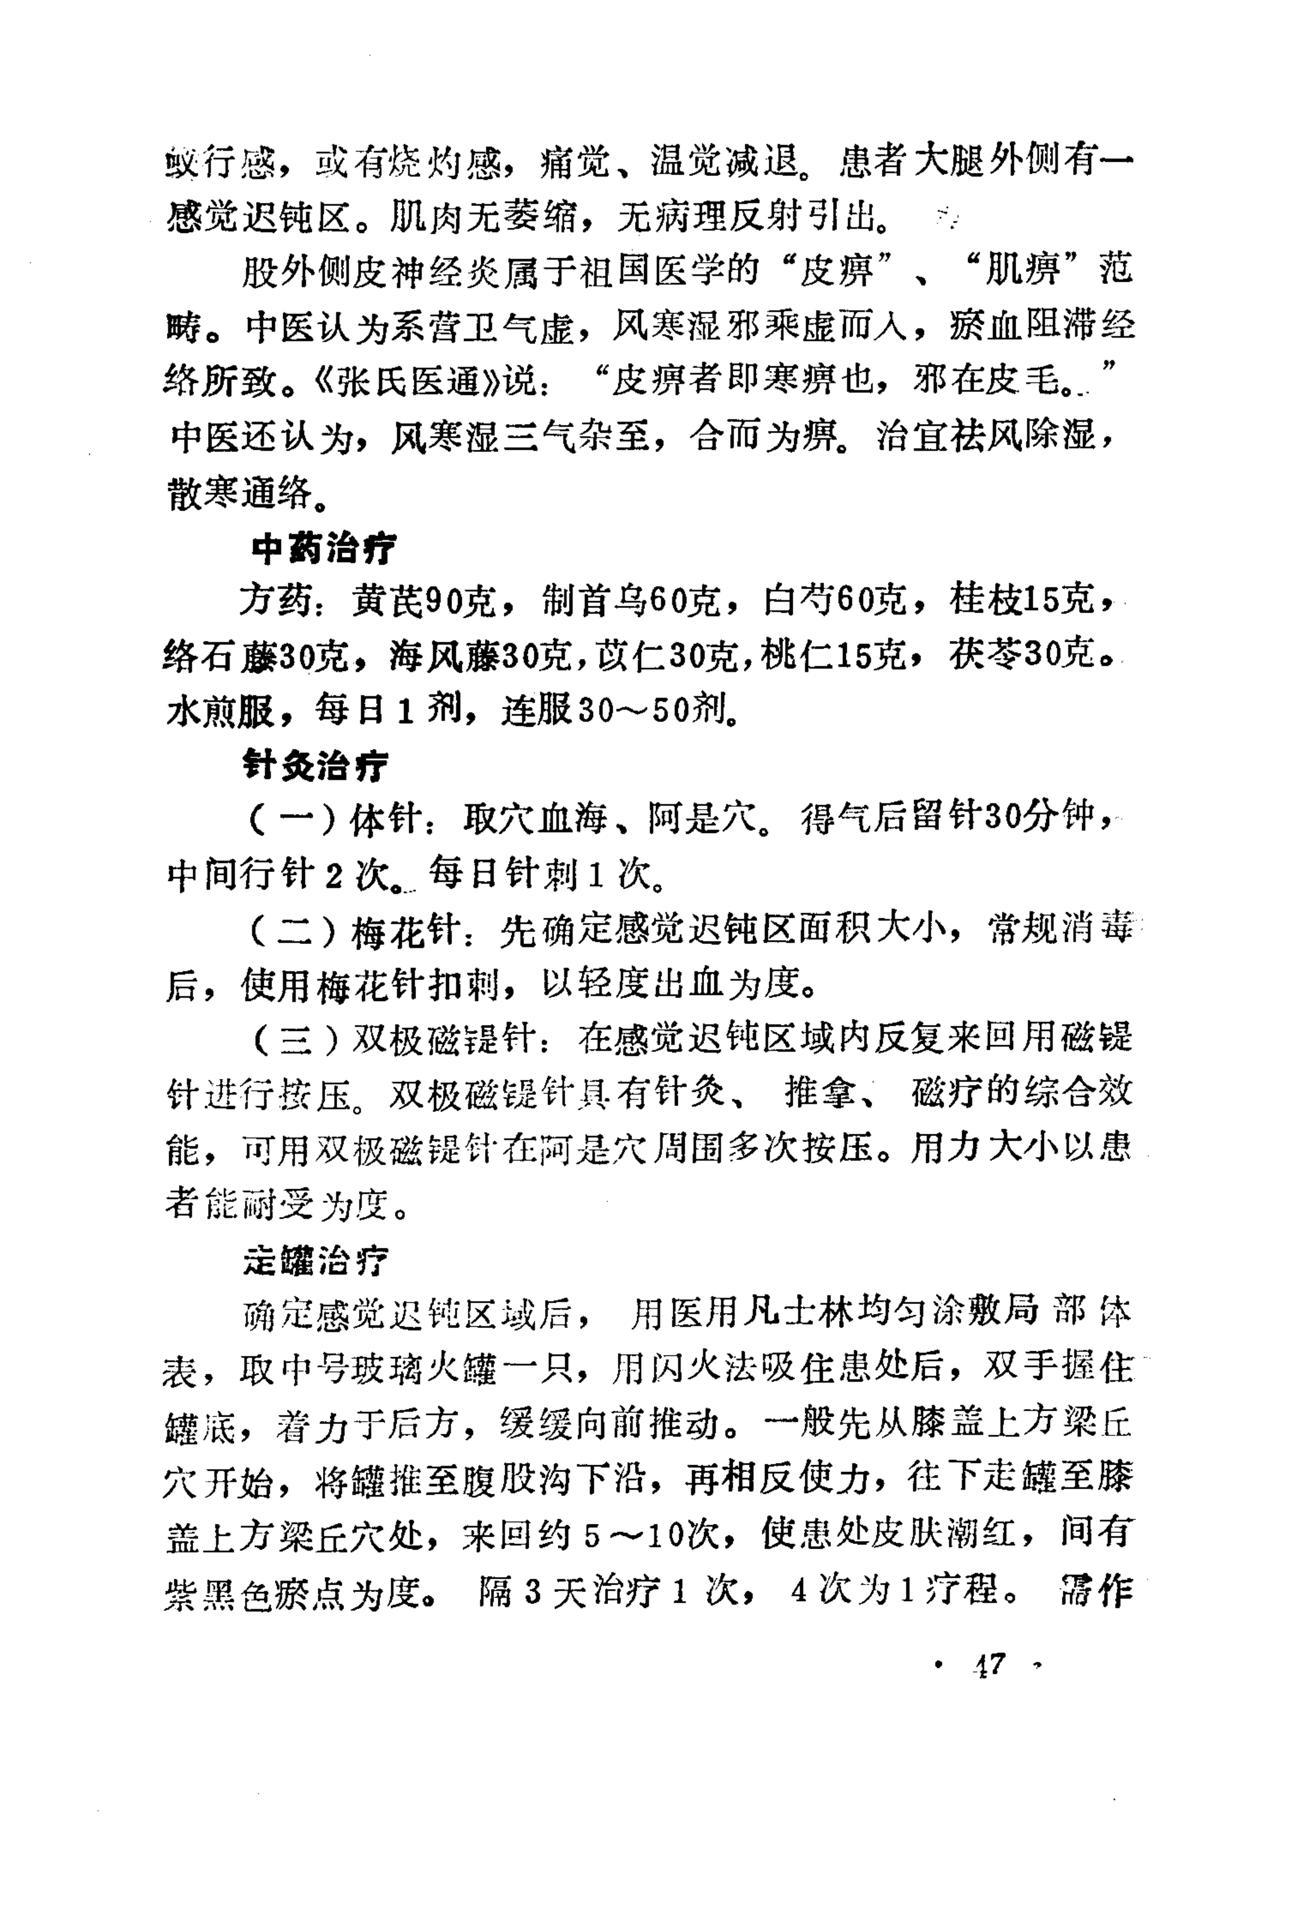 蚁行感，或有烧灼感，痛觉、温觉减退。患者大腿外侧有一
感觉迟钝区。肌肉无萎缩，无病理反射引出。
股外侧皮神经炎属于祖国医学的“皮痹”、“肌痹”范
畴。中医认为系营卫气虚，风寒湿邪乘虚而入，瘀血阻滞经
络所致。《张氏医通》说：“皮痹者即寒痹也，邪在皮毛。”
中医还认为，风寒湿三气杂至，合而为痹。治宜祛风除湿，
散寒通络。
中药治疗
方药：黄芪90克，制首乌60克，白芍60克，桂枝15克，
络石藤30克，海风藤30克，苡仁30克，桃仁15克，茯苓30克。
水煎服，每日1剂，连服30～50剂。
针灸治疗
（一）体针：取穴血海、阿是穴。得气后留针30分钟，
中间行针2次。每日针刺1次。
（二）梅花针：先确定感觉迟钝区面积大小，常规消毒
后，使用梅花针扣刺，以轻度出血为度。
（三）双极磁鍉针：在感觉迟钝区域内反复来回用磁鍉
针进行按压。双极磁鍉针具有针灸、推拿、磁疗的综合效
能，可用双极磁鍉针在阿是穴周围多次按压。用力大小以患
者能耐受为度。
走罐治疗
确定感觉迟钝区域后，用医用凡士林均匀涂敷局部体
表，取中号玻璃火罐一只，用闪火法吸住患处后，双手握住
罐底，着力于后方，缓缓向前推动。一般先从膝盖上方梁丘
穴开始，将罐推至腹股沟下沿，再相反使力，往下走罐至膝
盖上方梁丘穴处，来回约5～10次，使患处皮肤潮红，间有
紫黑色瘀点为度。隔3天治疗1次，4次为1疗程。需作
· 47 ·